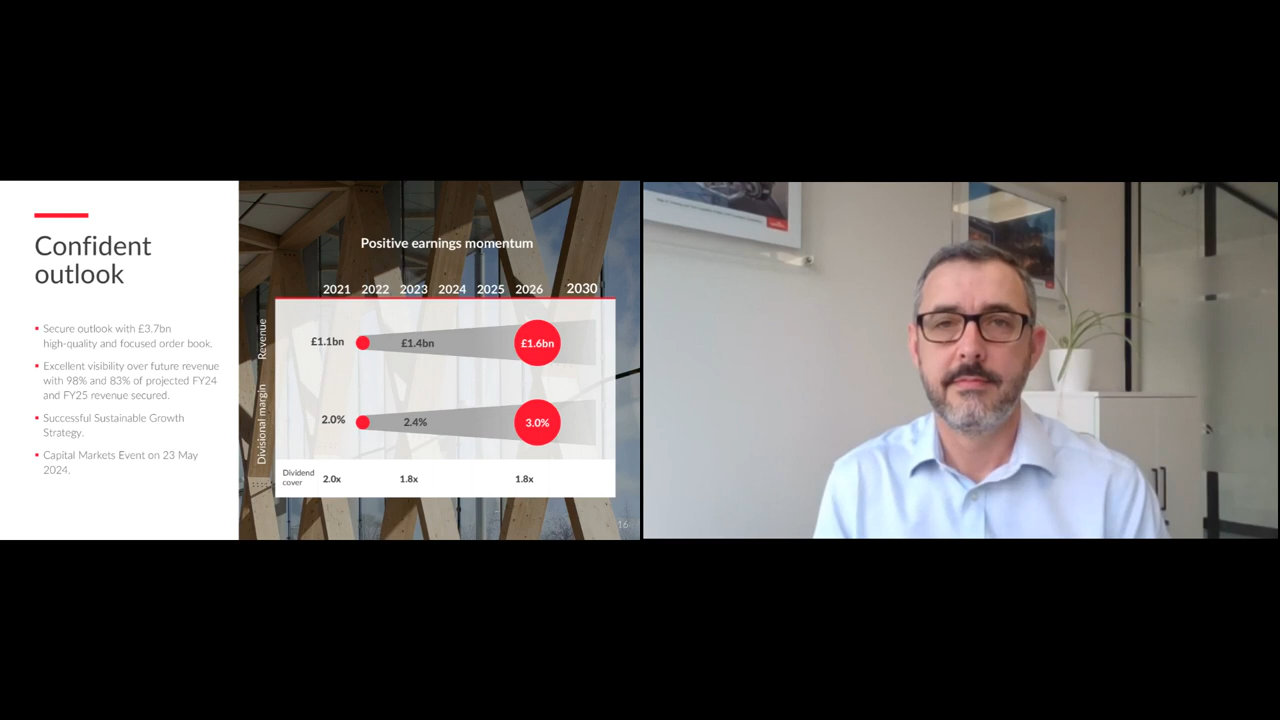 Confident
outlook
Secure outlook with £3.7bn
high-quality and focused order book.
Excellent visibility over future revenue
with 98% and 83% of projected FY24
and FY25 revenue secured.
Successful Sustainable Growth
Strategy.
Capital Markets Event on 23 May
2024.
Positive earnings momentum
2021 2022 2023 2024 2025 2026 2030
Revenue
£1.1bn £1.4bn £1.6bn
Divisional margin
2.0% 2.4% 3.0%
Dividend
cover
2.0x 1.8x 1.8x
16